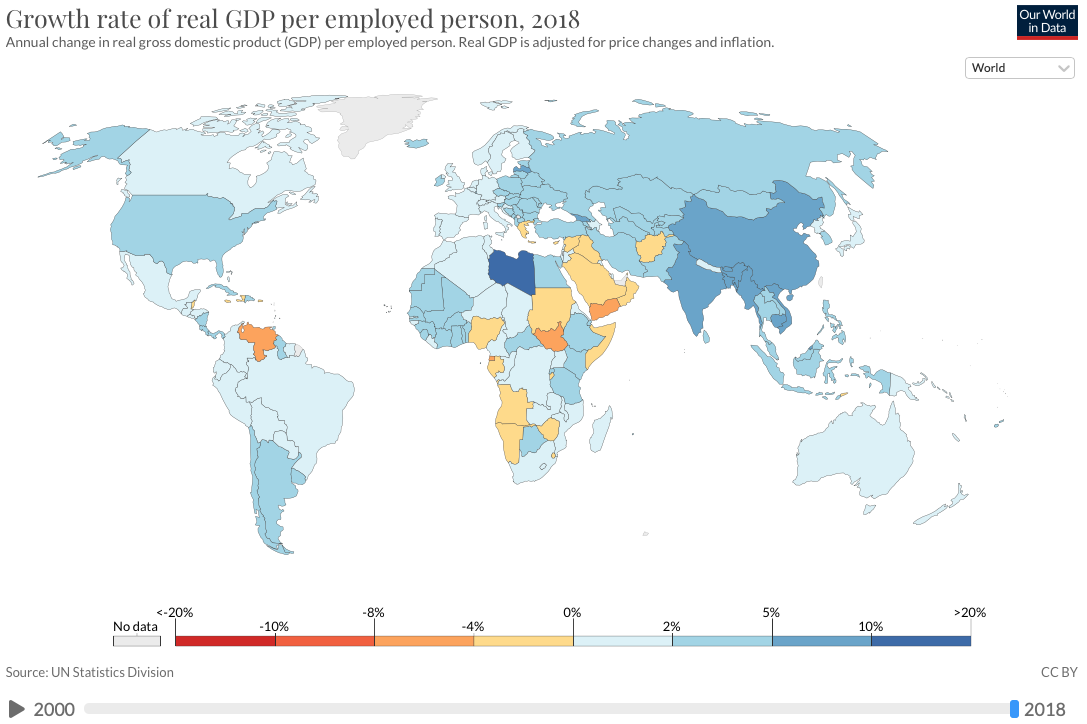 Growth rate of real GDP per employed person, 2018
Annual change in real gross domestic product (GDP) per employed person. Real GDP is adjusted for price changes and inflation.
Our World
in Data
World
No data
<-20%
-10%
-8%
-4%
0%
2%
5%
10%
>20%
Source: UN Statistics Division
CC BY
2000
2018